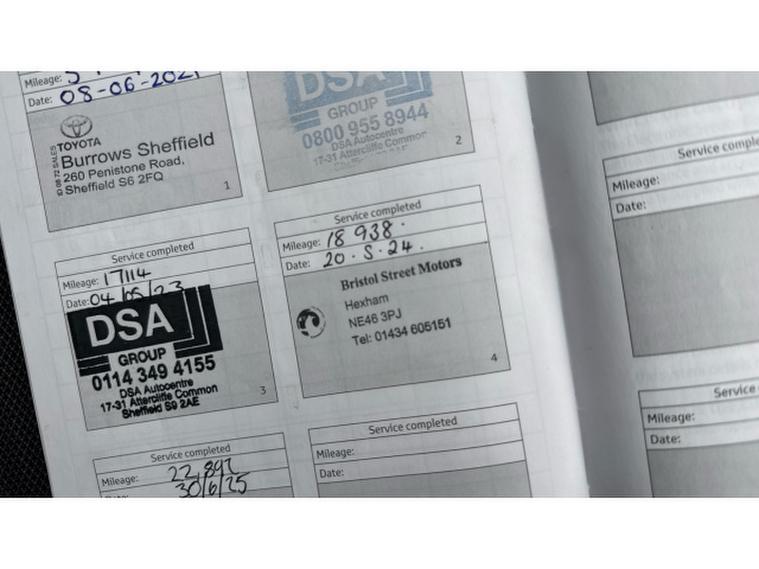 Mileage:
Date: 08-06-2021
TOYOTA
Burrows Sheffield
260 Penistone Road,
Sheffield S6 2FQ
1
DSA
GROUP
0800 955 8944
DSA Autocentre
17-31 Attercliffe Common
2
Service completed
Mileage: 17114
Date: 04/05/23
DSA
GROUP
0114 349 4155
DSA Autocentre
17-31 Attercliffe Common
Sheffield S9 2AE
3
Service completed
Mileage: 18 938.
Date: 20.5.24.
Bristol Street Motors
Hexham
NE46 3PJ
Tel: 01434 605151
4
Service completed
Mileage: 22,892
Date: 30/6/25
Service completed
Mileage:
Date:
Service comple
Mileage:
Date:
Service
Mileage:
Date: